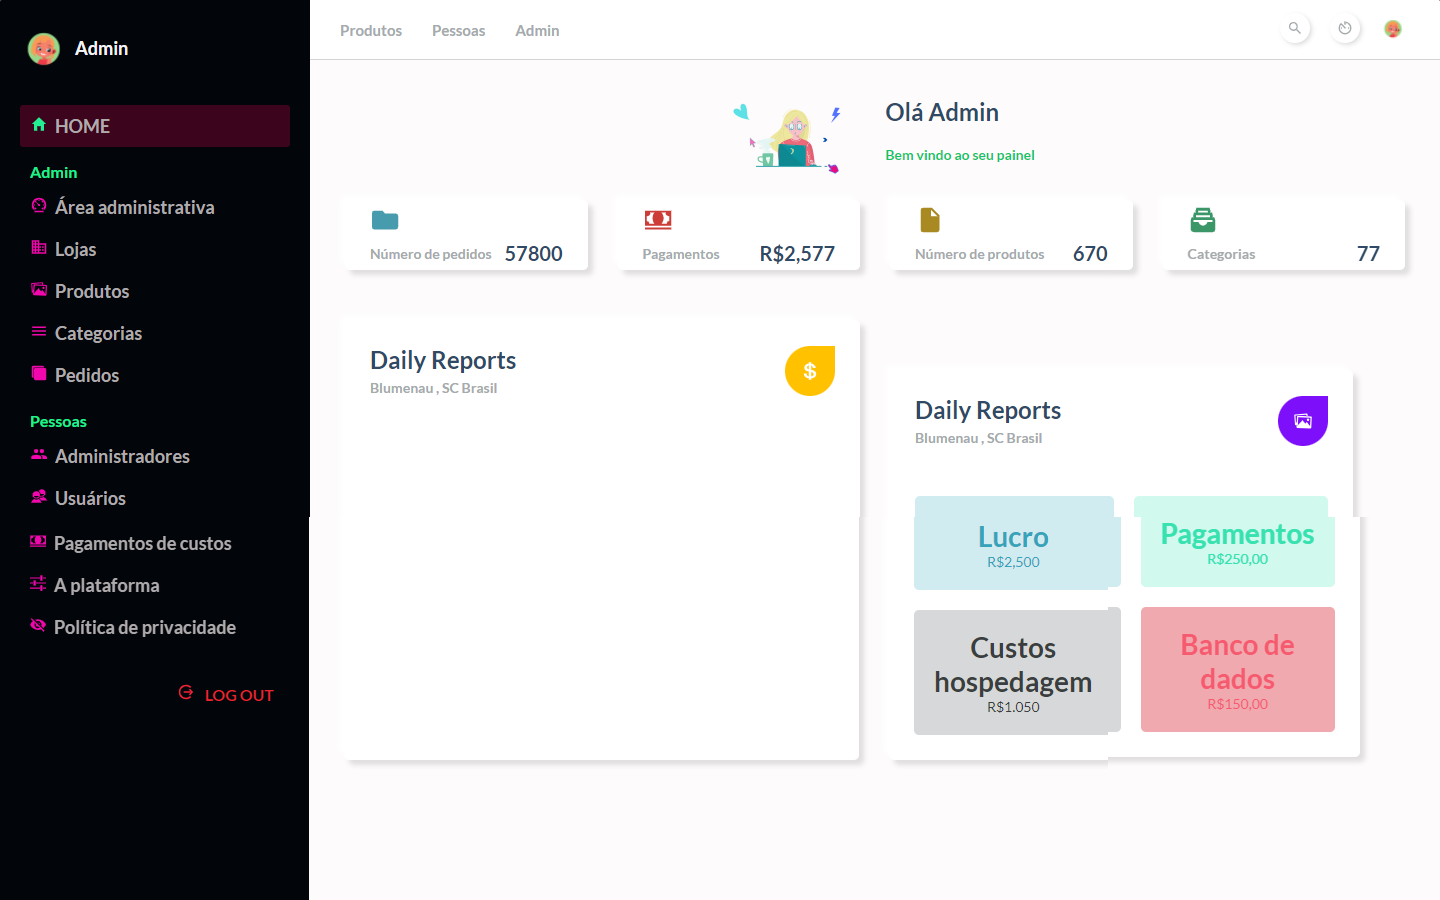 Admin
HOME
Admin
Área administrativa
Lojas
Produtos
Categorias
Pedidos
Pessoas
Administradores
Usuários
Pagamentos de custos
A plataforma
Política de privacidade
LOG OUT
Produtos Pessoas Admin
Olá Admin
Bem vindo ao seu painel
Número de pedidos 57800
Pagamentos R$2,577
Número de produtos 670
Categorias 77
Daily Reports
Blumenau , SC Brasil
$
Daily Reports
Blumenau , SC Brasil
Lucro
R$2,500
Pagamentos
R$250,00
Custos
hospedagem
R$1.050
Banco de
dados
R$150,00